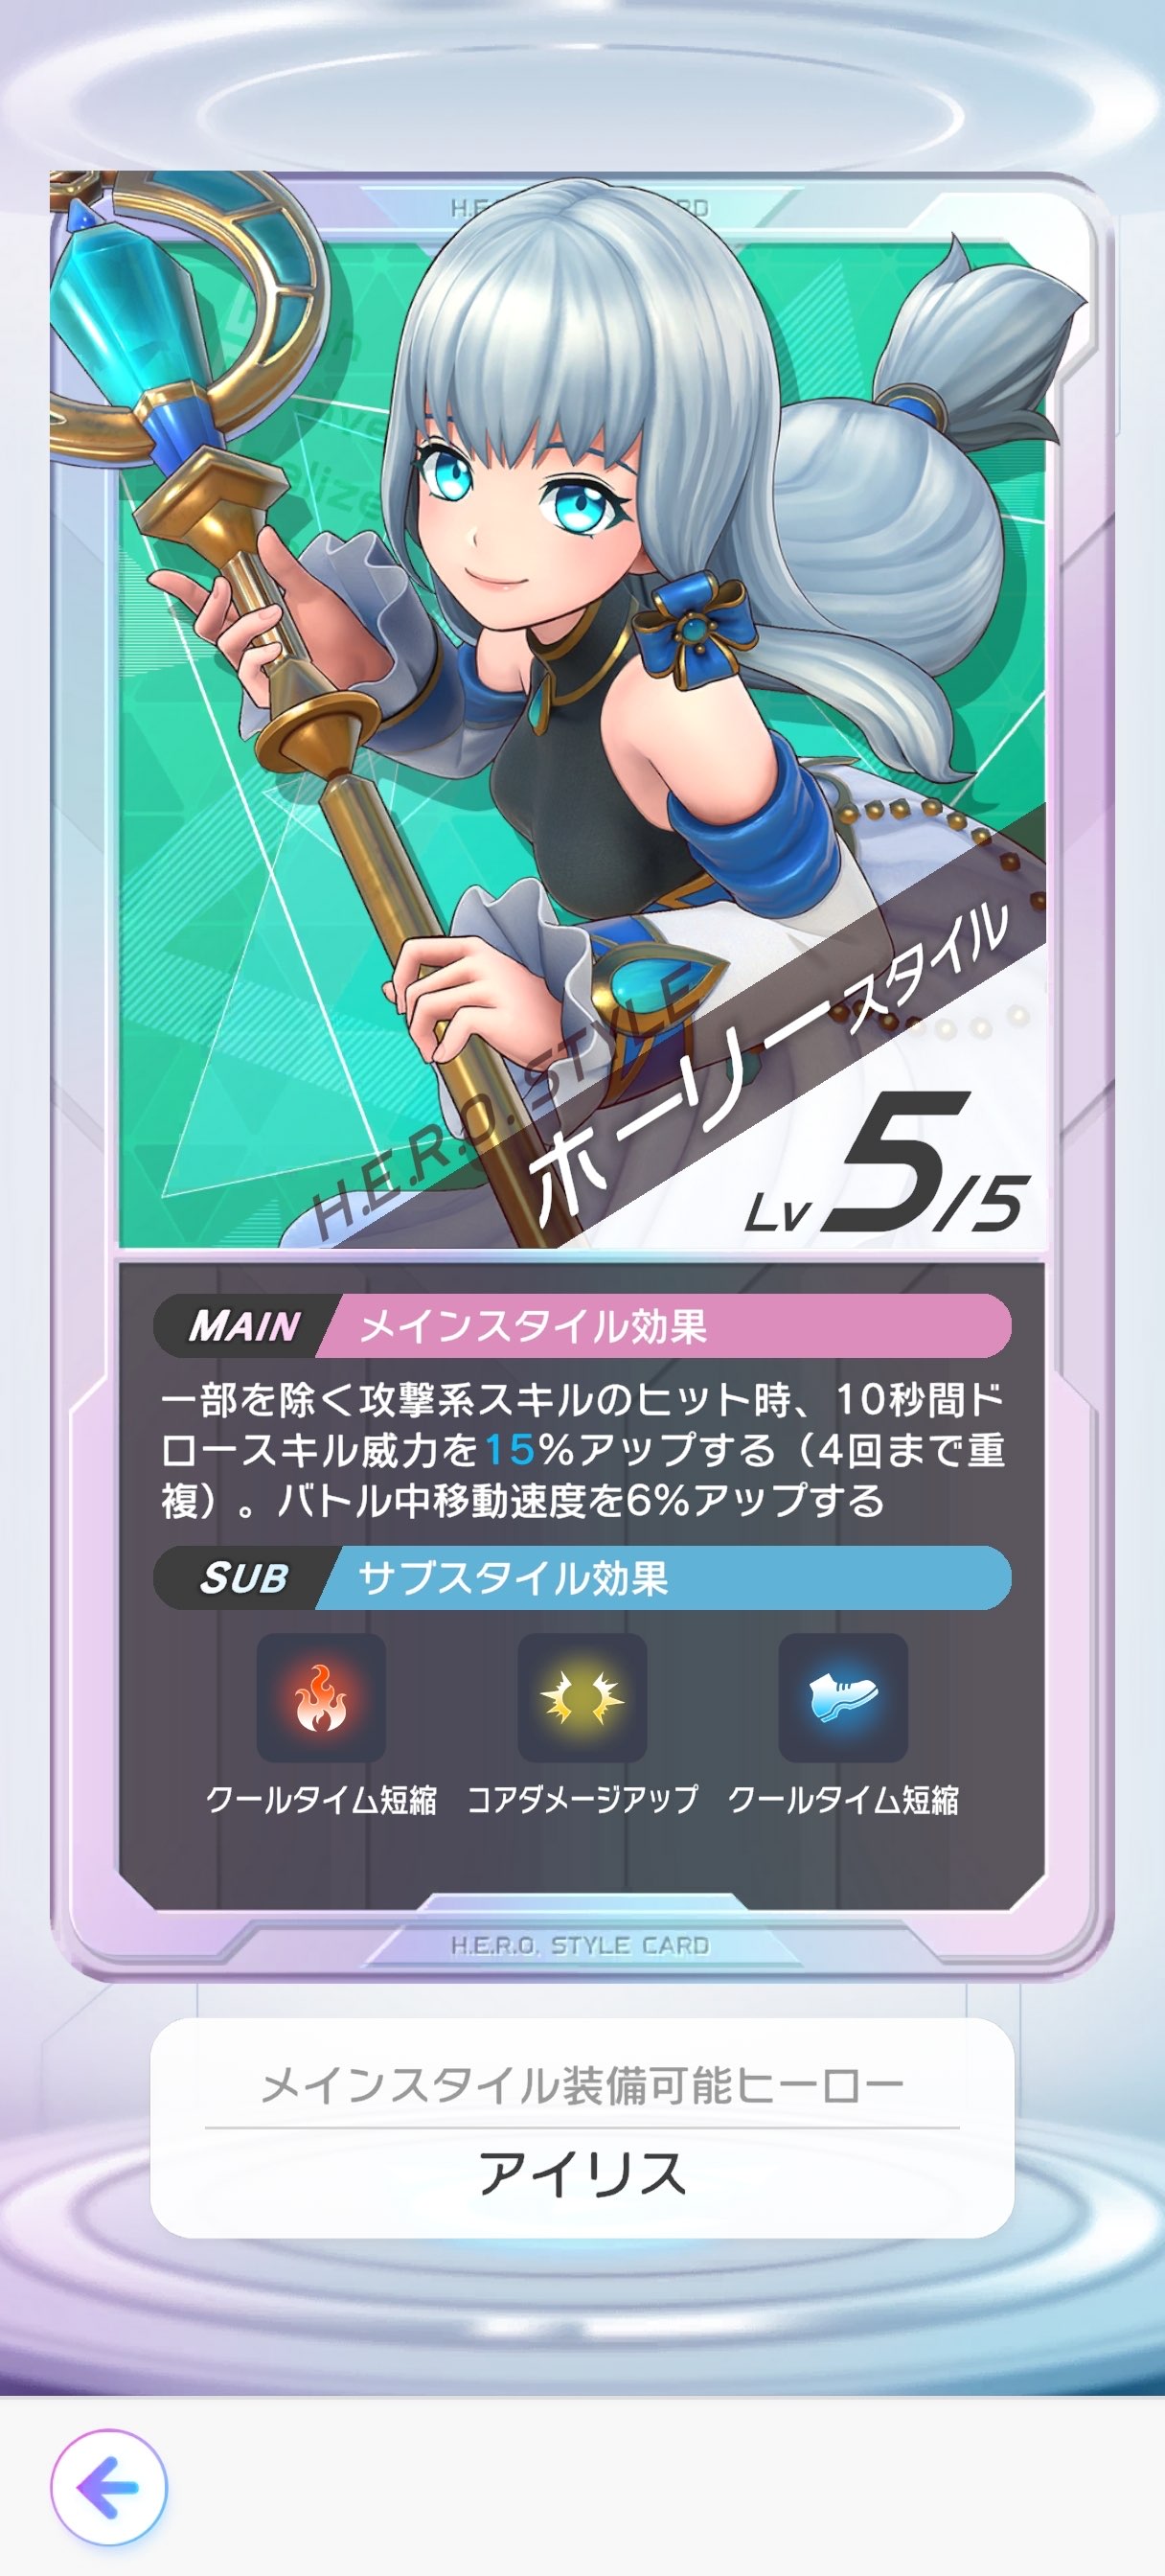 H.E.R.O. STYLE
ホーリースタイル
Lv 5/5
MAIN メインスタイル効果
一部を除く攻撃系スキルのヒット時、10秒間ド
ロースキル威力を15%アップする（4回まで重
複）。バトル中移動速度を6%アップする
SUB サブスタイル効果
クールタイム短縮 コアダメージアップ クールタイム短縮
H.E.R.O. STYLE CARD
メインスタイル装備可能ヒーロー
アイリス